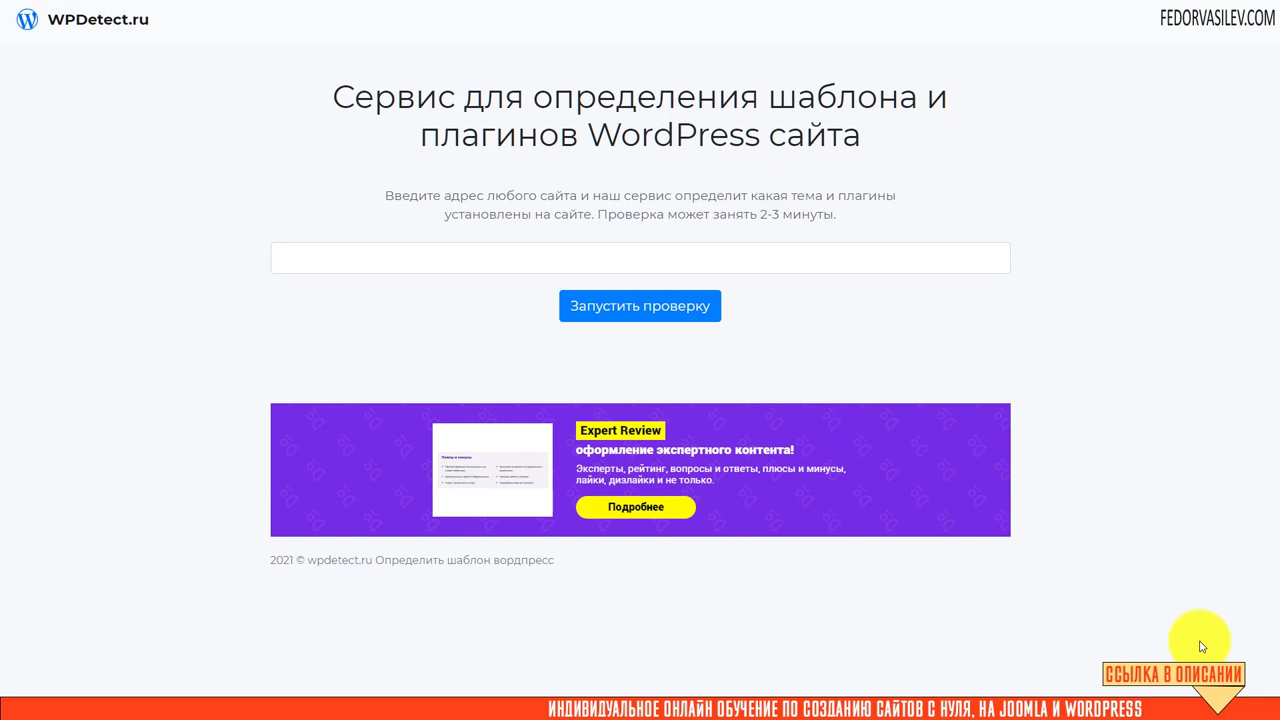 WPDetect.ru
FEDORVASILEV.COM
Сервис для определения шаблона и
плагинов WordPress сайта
Введите адрес любого сайта и наш сервис определит какая тема и плагины
установлены на сайте. Проверка может занять 2-3 минуты.
Запустить проверку
Плюсы и минусы
Expert Review
оформление экспертного контента!
Эксперты, рейтинг, вопросы и ответы, плюсы и минусы,
лайки, дизлайки и не только.
Подробнее
2021 © wpdetect.ru Определить шаблон вордпресс
ССЫЛКА В ОПИСАНИИ
ИНДИВИДУАЛЬНОЕ ОНЛАЙН ОБУЧЕНИЕ ПО СОЗДАНИЮ САЙТОВ С НУЛЯ, НА JOOMLA И WORDPRESS